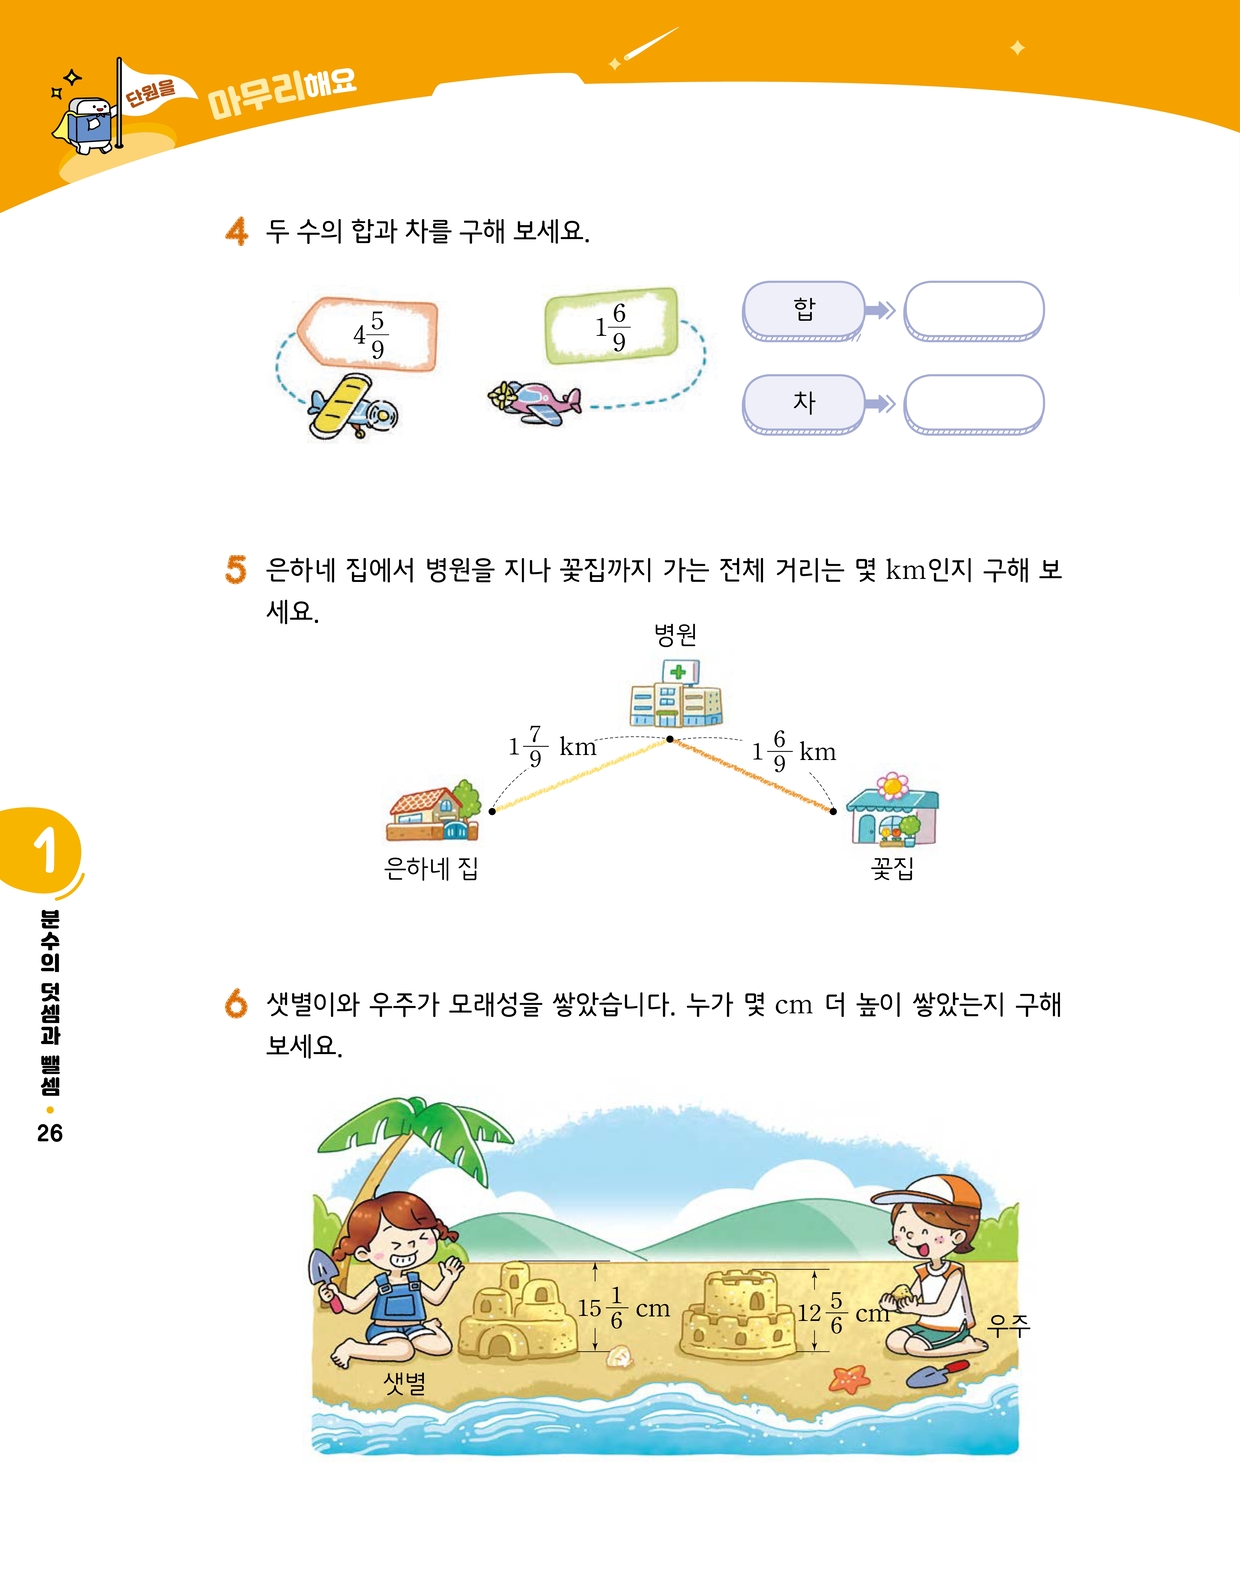 단원을 마무리해요
4 두 수의 합과 차를 구해 보세요.
4 5/9
1 6/9
합
차
5 은하네 집에서 병원을 지나 꽃집까지 가는 전체 거리는 몇 km인지 구해 보
세요.
병원
1 7/9 km
1 6/9 km
은하네 집
꽃집
6 샛별이와 우주가 모래성을 쌓았습니다. 누가 몇 cm 더 높이 쌓았는지 구해
보세요.
15 1/6 cm
12 5/6 cm
우주
샛별
1
분수의 덧셈과 뺄셈
26